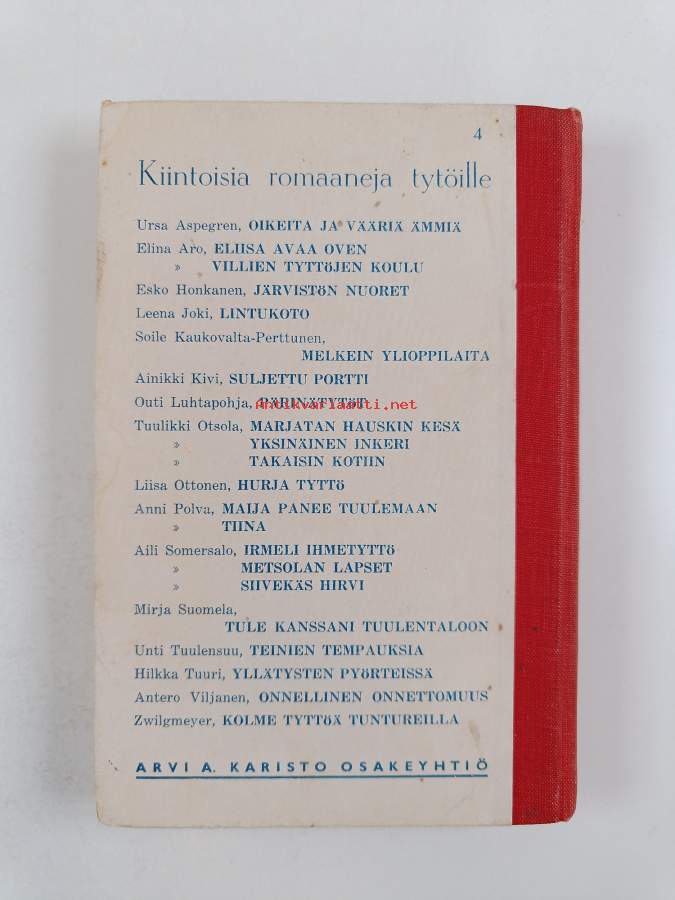 4
Kiintoisia romaaneja tytöille
Ursa Aspegren, OIKEITA JA VÄÄRIÄ ÄMMIÄ
Elina Aro, ELIISA AVAA OVEN
» VILLIEN TYTTÖJEN KOULU
Esko Honkanen, JÄRVISTÖN NUORET
Leena Joki, LINTUKOTO
Soile Kaukovalta-Perttunen,
MELKEIN YLIOPPILAITA
Ainikki Kivi, SULJETTU PORTTI
Outi Luhtapohja, PÄRINÄTYTÖT
antikvariaatti.net
Tuulikki Otsola, MARJATAN HAUSKIN KESÄ
» YKSINÄINEN INKERI
» TAKAISIN KOTIIN
Liisa Ottonen, HURJA TYTTÖ
Anni Polva, MAIJA PANEE TUULEMAAN
» TIINA
Aili Somersalo, IRMELI IHMETYTTÖ
» METSOLAN LAPSET
» SIIVEKÄS HIRVI
Mirja Suomela,
TULE KANSSANI TUULENTALOON
Unti Tuulensuu, TEINIEN TEMPAUKSIA
Hilkka Tuuri, YLLÄTYSTEN PYÖRTEISSÄ
Antero Viljanen, ONNELLINEN ONNETTOMUUS
Zwilgmeyer, KOLME TYTTÖÄ TUNTUREILLA
ARVI A. KARISTO OSAKEYHTIÖ